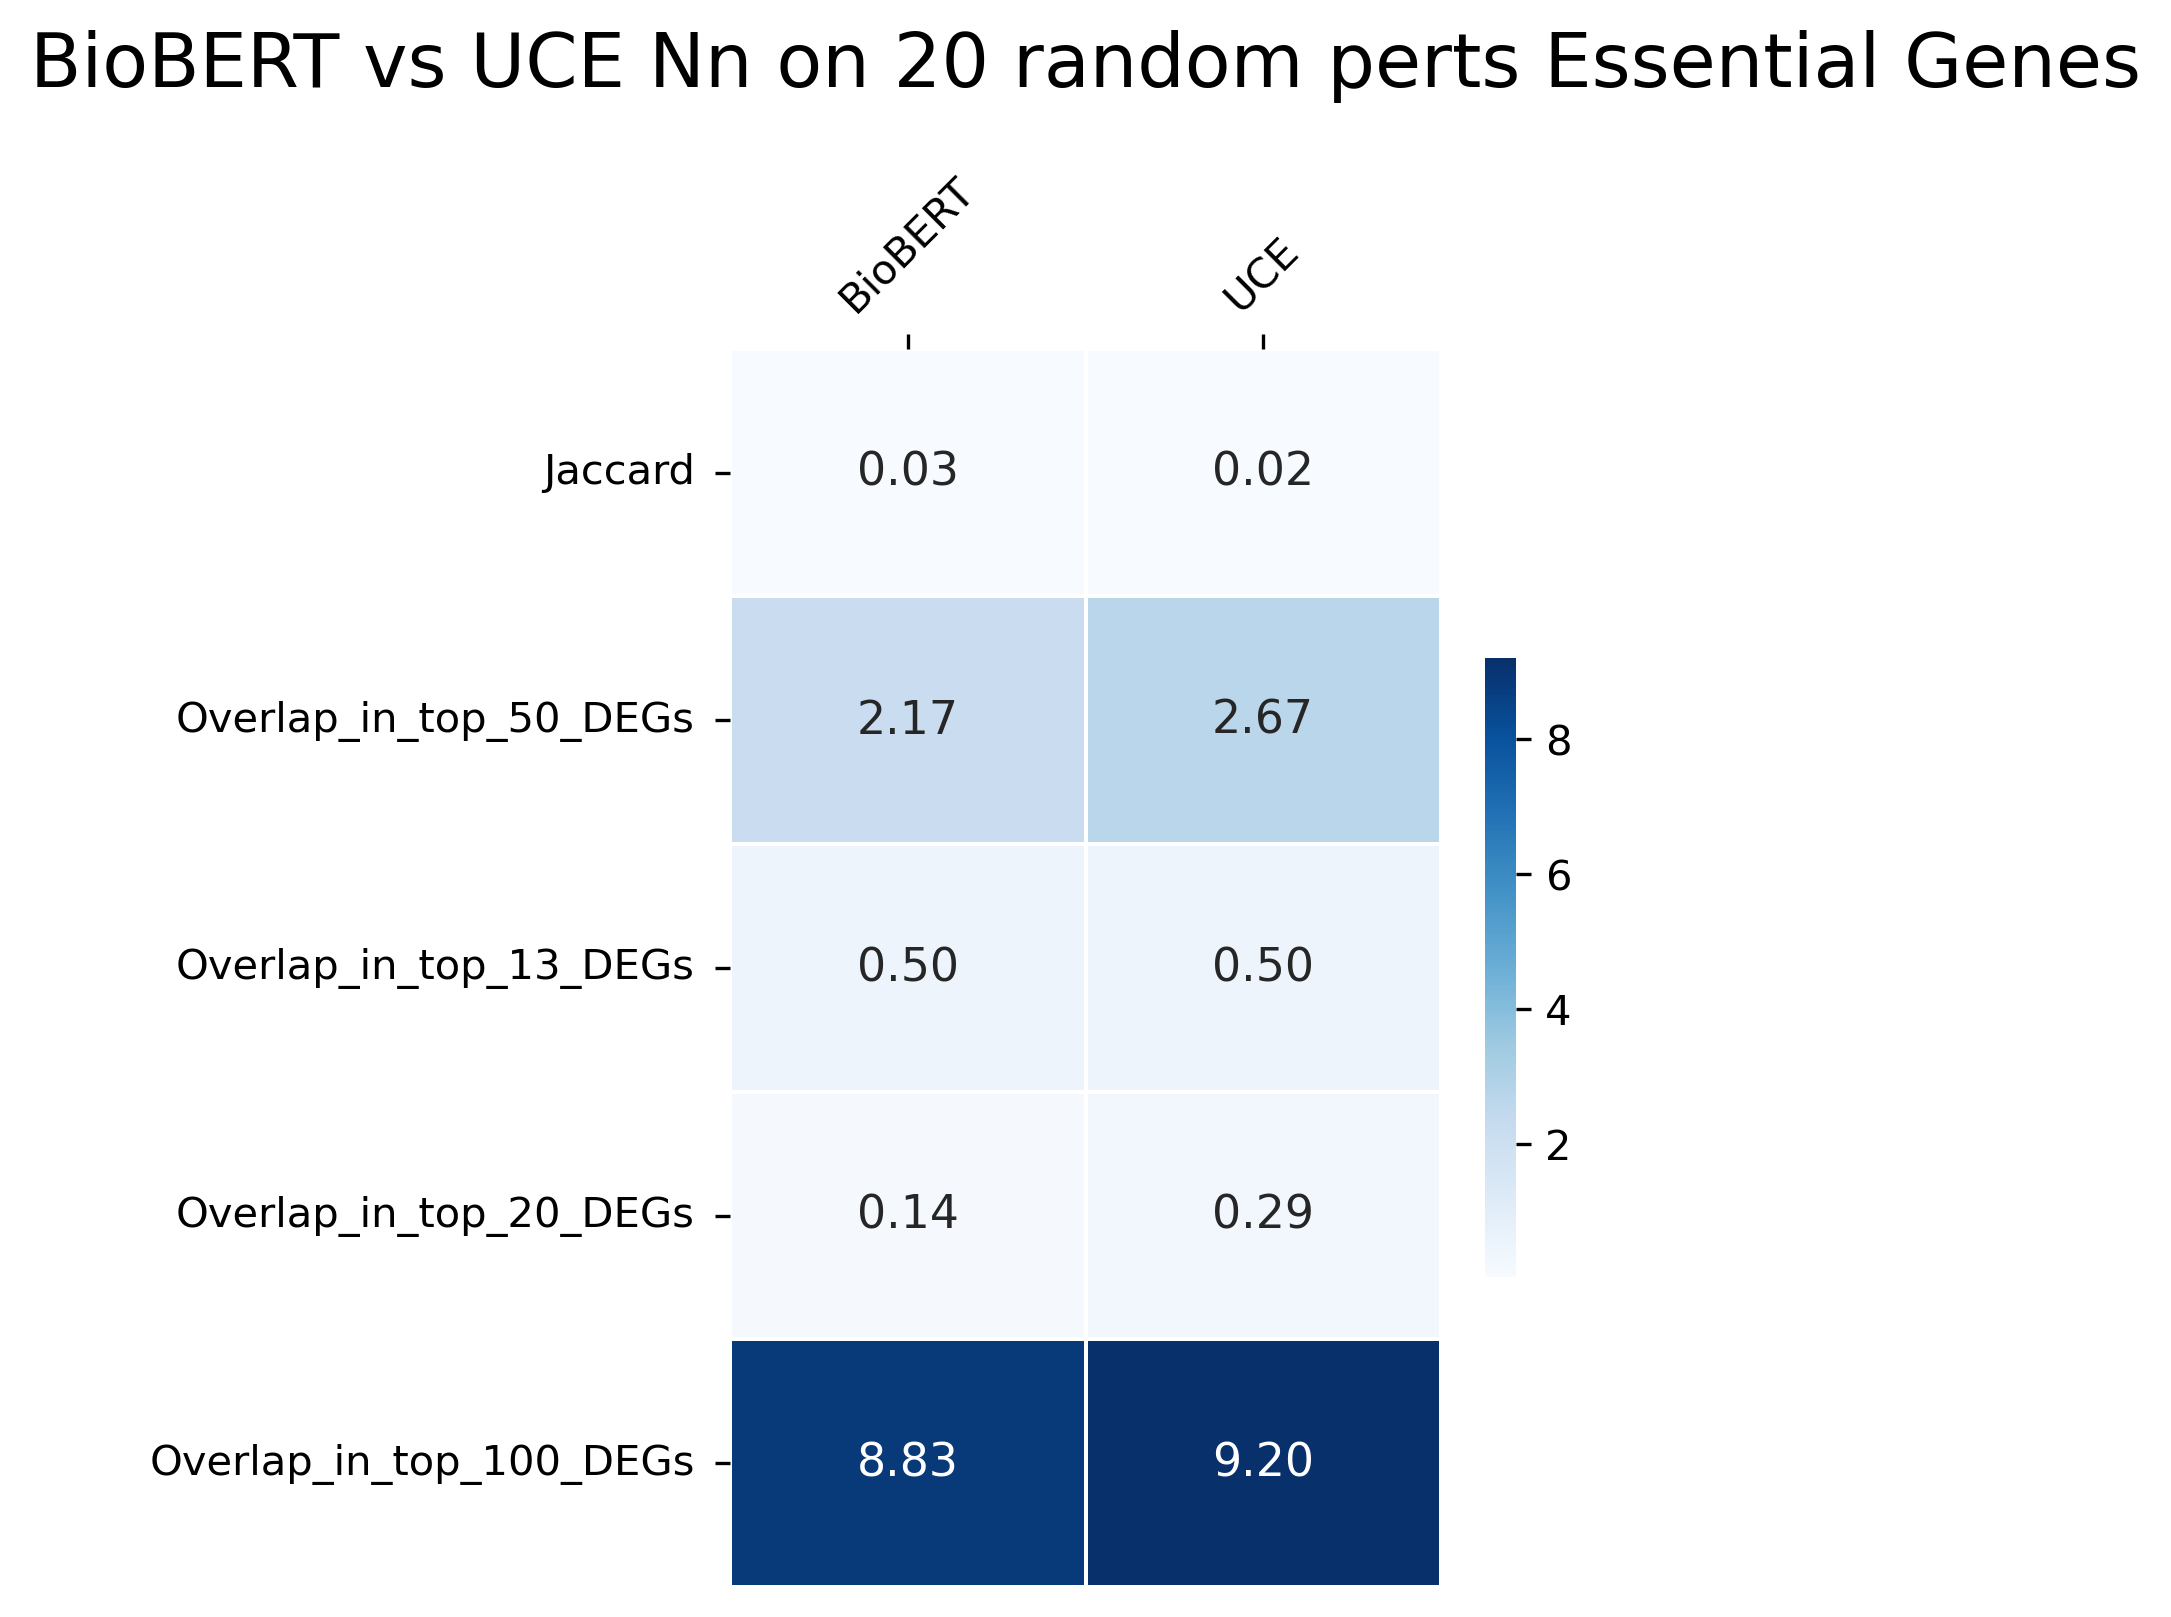 BioBERT vs UCE Nn on 20 random perts Essential Genes
BioBERT
UCE
Jaccard
0.03
0.02
Overlap_in_top_50_DEGs
2.17
2.67
Overlap_in_top_13_DEGs
0.50
0.50
Overlap_in_top_20_DEGs
0.14
0.29
Overlap_in_top_100_DEGs
8.83
9.20
8
6
4
2